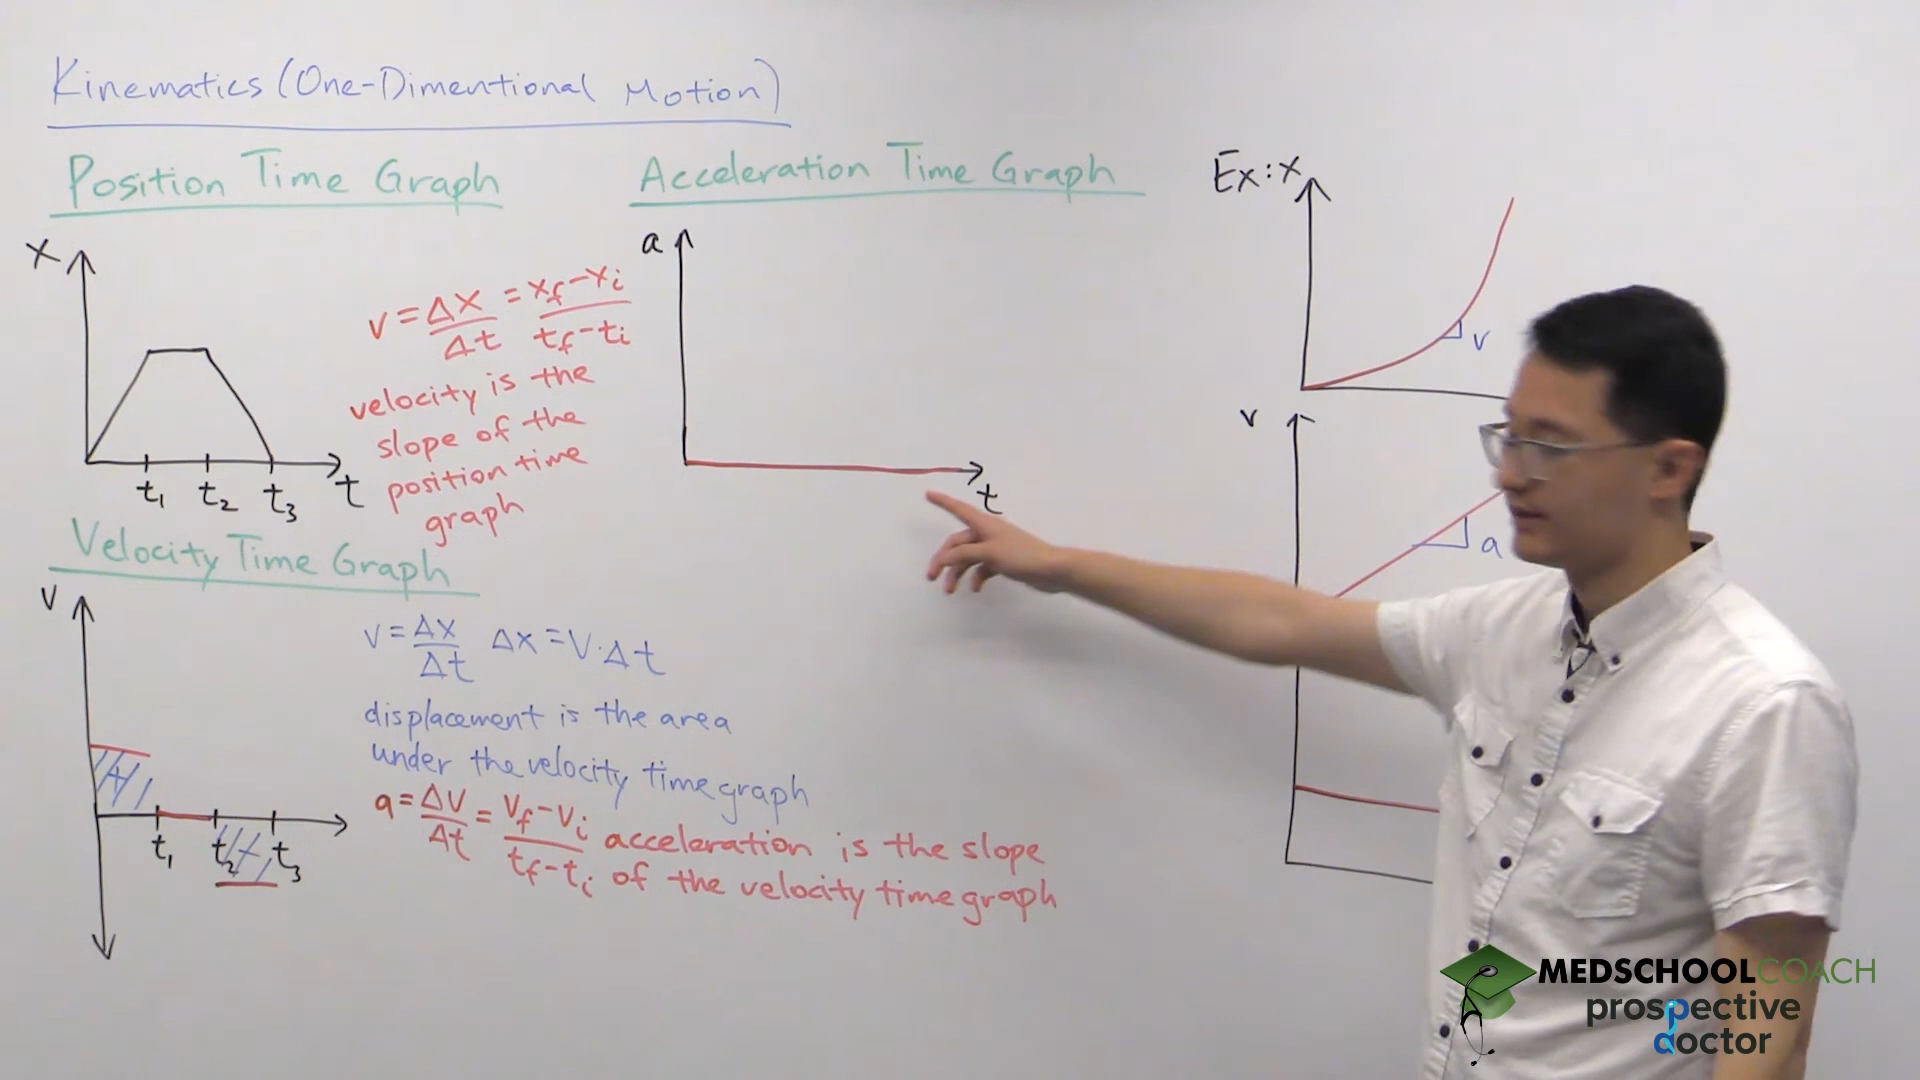 Kinematics (One-Dimentional Motion)
Position Time Graph
x
t₁ t₂ t₃ t
v = Δx/Δt = xf-xi/tf-ti
velocity is the
slope of the
position time
graph
Velocity Time Graph
v
t₁ t₂ t₃
v = Δx/Δt Δx = V·Δt
displacement is the area
under the velocity time graph
a = ΔV/Δt = Vf-Vi/tf-ti acceleration is the slope
of the velocity time graph
Acceleration Time Graph
a
t
Ex: x
v
v
a
MEDSCHOOLCOACH
prospective
doctor